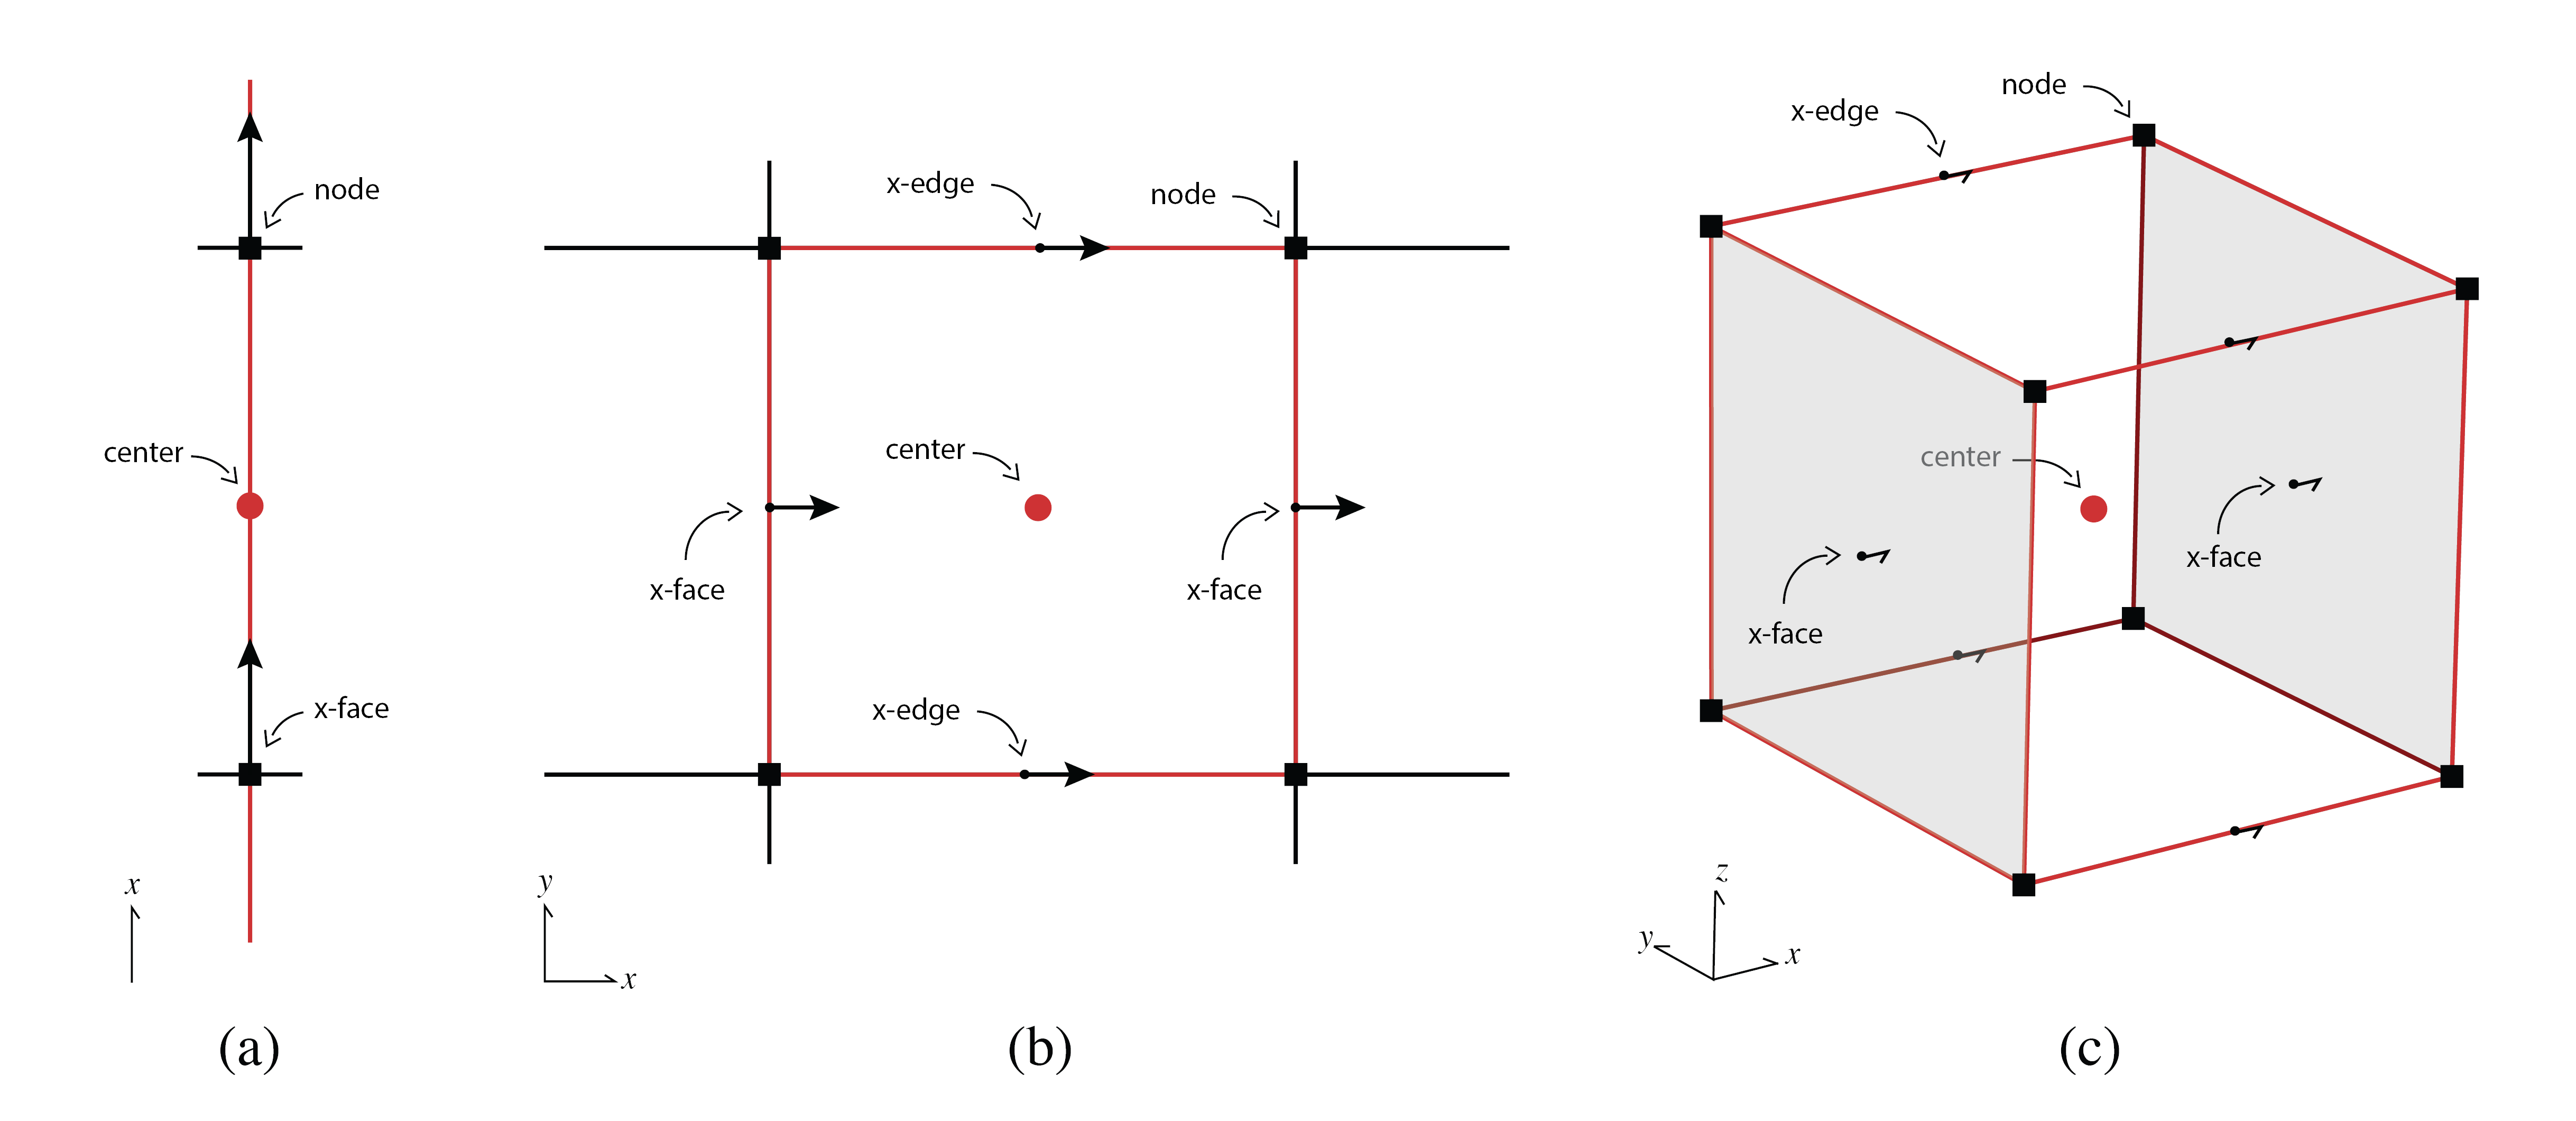 node
center
x-face
x
(a)
x-edge
node
center
x-face
x-face
x-edge
y
x
(b)
node
x-edge
center
x-face
x-face
z
y
x
(c)